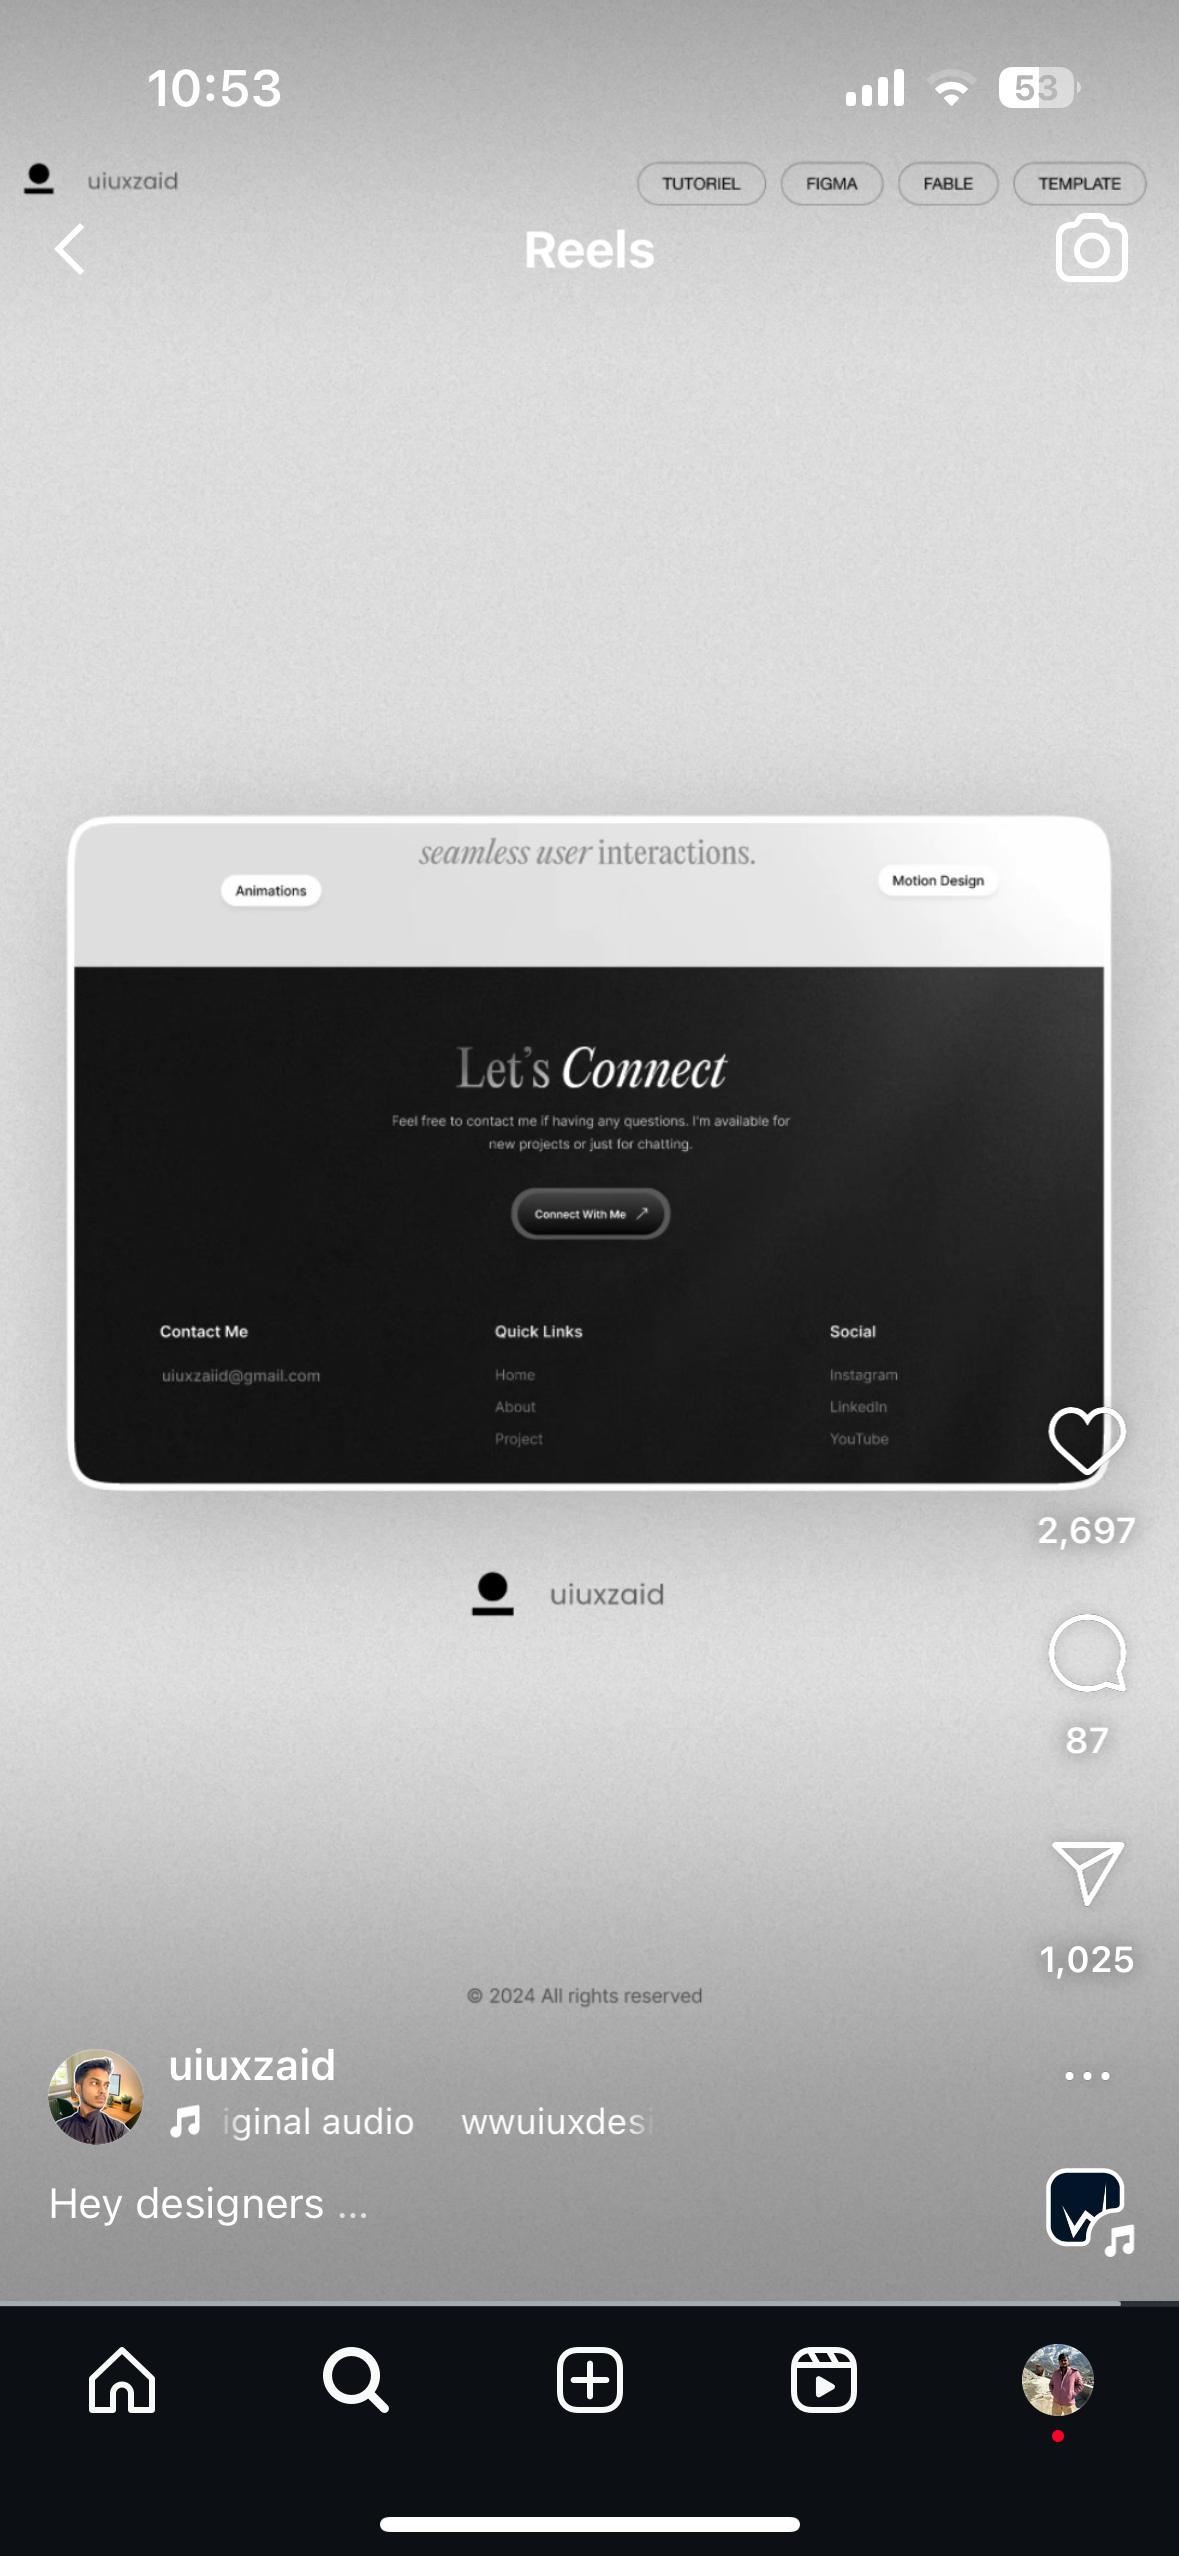 10:53
53
uiuxzaid
TUTORIEL
FIGMA
FABLE
TEMPLATE
Reels
seamless user interactions.
Animations
Motion Design
Let's Connect
Feel free to contact me if having any questions. I'm available for
new projects or just for chatting.
Connect With Me
Contact Me
uiuxzaiid@gmail.com
Quick Links
Home
About
Project
Social
Instagram
LinkedIn
YouTube
2,697
uiuxzaid
87
1,025
© 2024 All rights reserved
uiuxzaid
iginal audio wwuiuxdesi
Hey designers ...